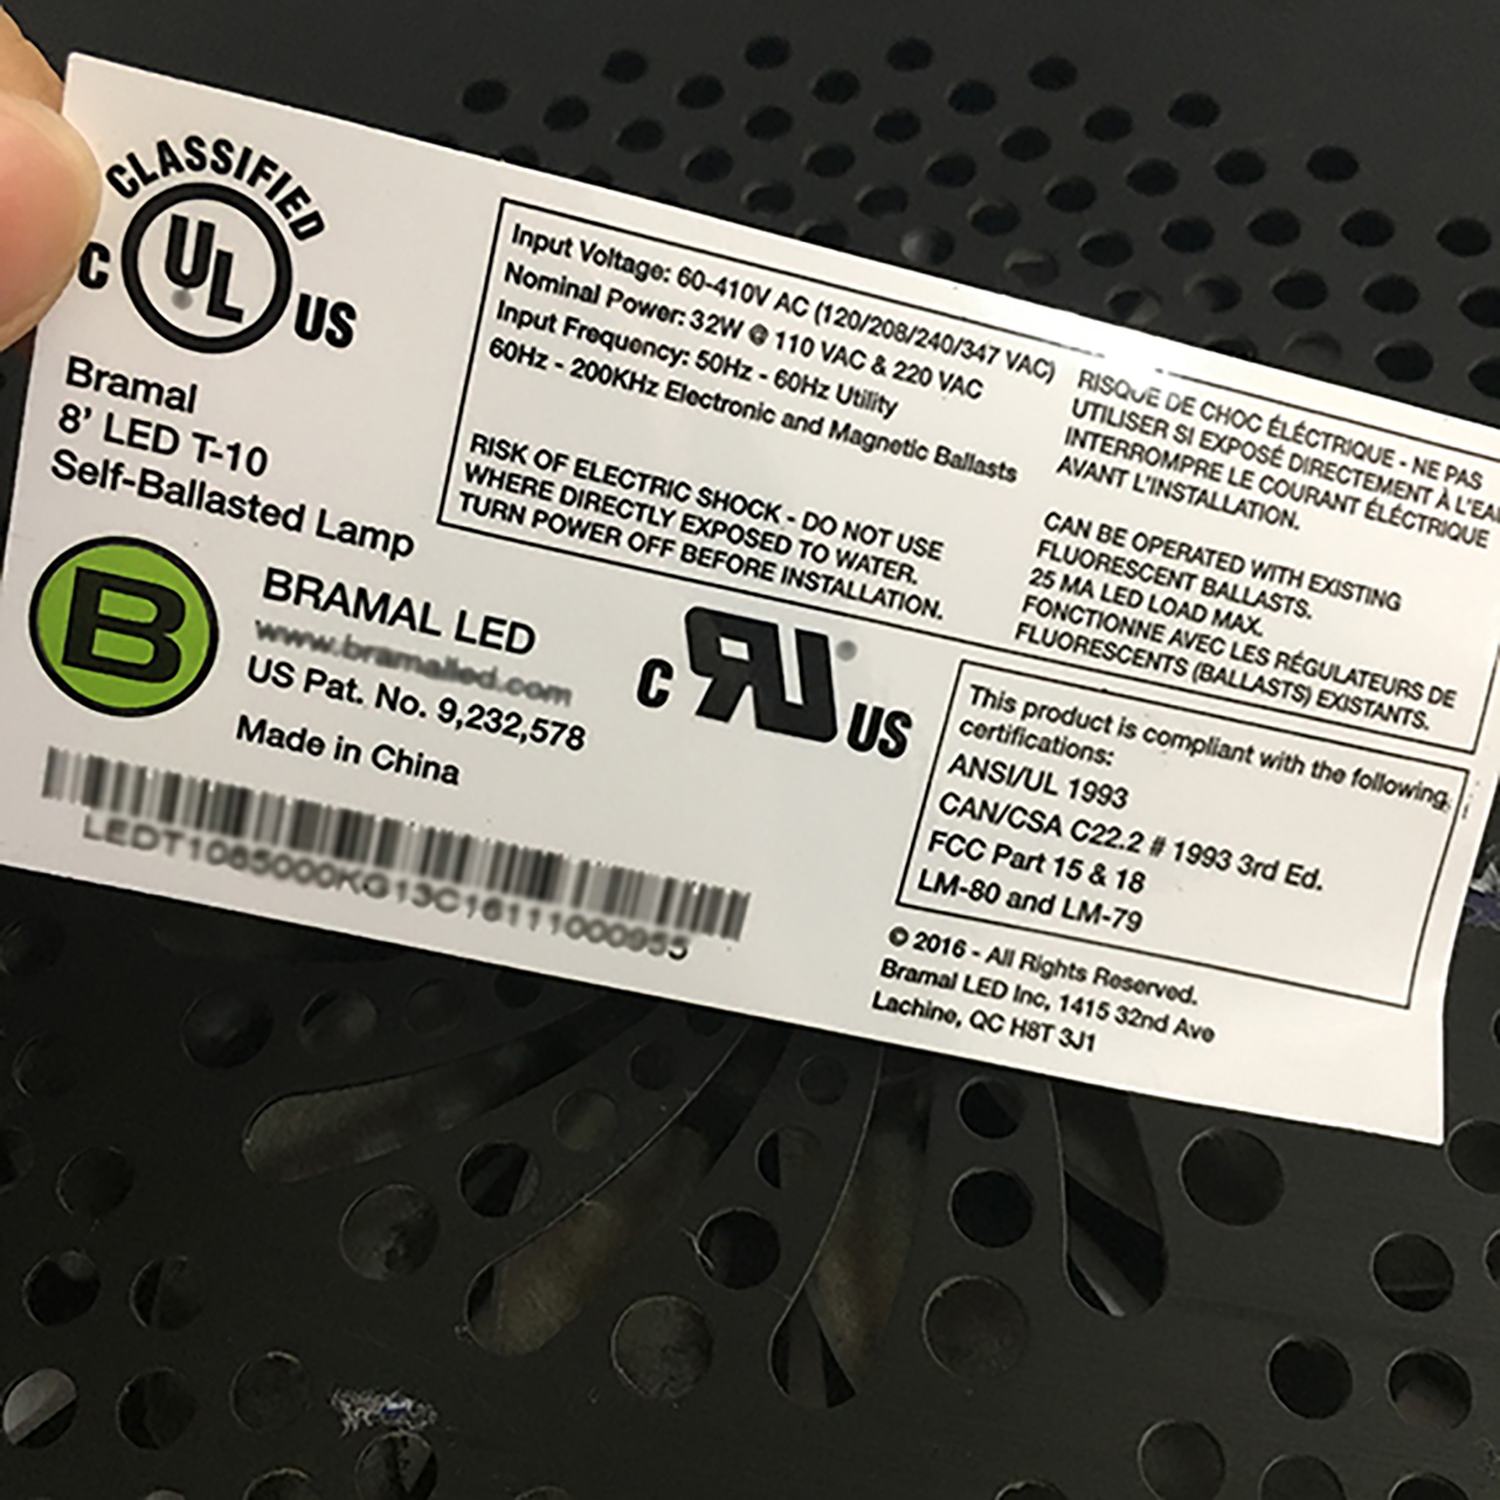 CLASSIFIED
C UL US
Bramal
8' LED T-10
Self-Ballasted Lamp
B
BRAMAL LED
www.bramalled.com
US Pat. No. 9,232,578
Made in China
LEDT1085000KG13C16111000955
Input Voltage: 60-410V AC (120/208/240/347 VAC)
Nominal Power: 32W @ 110 VAC & 220 VAC
Input Frequency: 50Hz - 60Hz Utility
60Hz - 200KHz Electronic and Magnetic Ballasts
RISK OF ELECTRIC SHOCK - DO NOT USE
WHERE DIRECTLY EXPOSED TO WATER.
TURN POWER OFF BEFORE INSTALLATION.
RISQUE DE CHOC ÉLÉCTRIQUE - NE PAS
UTILISER SI EXPOSÉ DIRECTEMENT À L'EA
INTERROMPRE LE COURANT ÉLÉCTRIQUE
AVANT L'INSTALLATION.
CAN BE OPERATED WITH EXISTING
FLUORESCENT BALLASTS.
25 MA LED LOAD MAX.
FONCTIONNE AVEC LES RÉGULATEURS DE
FLUORESCENTS (BALLASTS) EXISTANTS.
C RU US
This product is compliant with the following
certifications:
ANSI/UL 1993
CAN/CSA C22.2 # 1993 3rd Ed.
FCC Part 15 & 18
LM-80 and LM-79
© 2016 - All Rights Reserved.
Bramal LED Inc, 1415 32nd Ave
Lachine, QC H8T 3J1